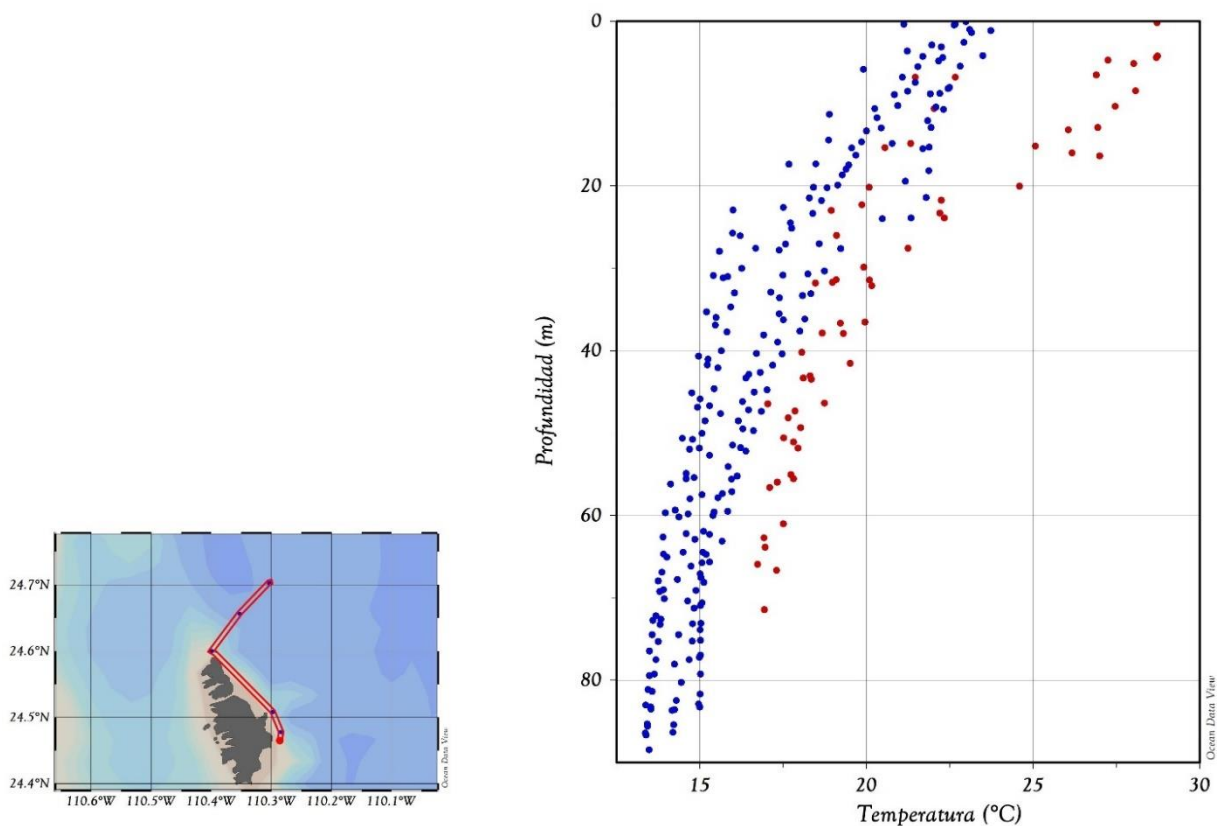 24.7°N
24.6°N
24.5°N
24.4°N
110.6°W 110.5°W 110.4°W 110.3°W 110.2°W 110.1°W
Ocean Data View
Profundidad (m)
0
20
40
60
80
15 20 25 30
Temperatura (°C)
Ocean Data View